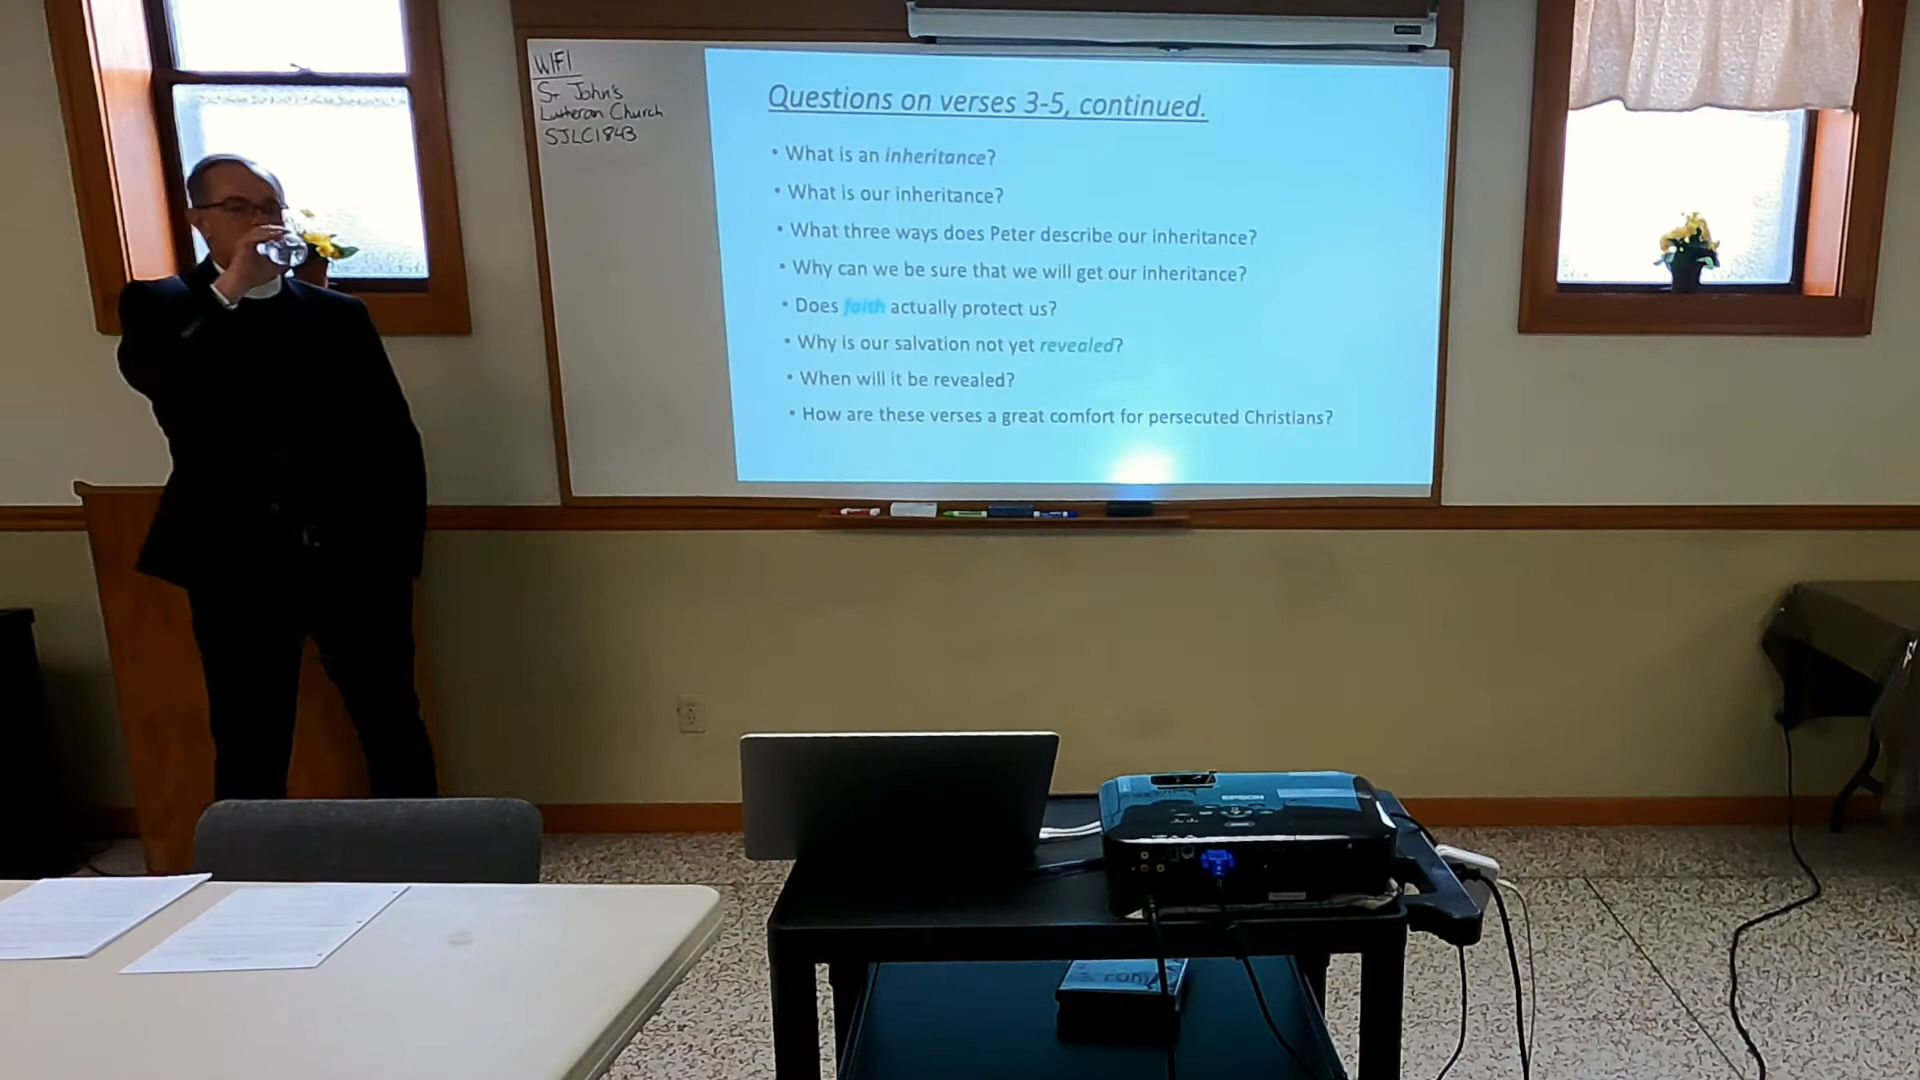 WIFI
St. John's
Lutheran Church
SJLC1843
Questions on verses 3-5, continued.
• What is an inheritance?
• What is our inheritance?
• What three ways does Peter describe our inheritance?
• Why can we be sure that we will get our inheritance?
• Does faith actually protect us?
• Why is our salvation not yet revealed?
• When will it be revealed?
• How are these verses a great comfort for persecuted Christians?
EPSON